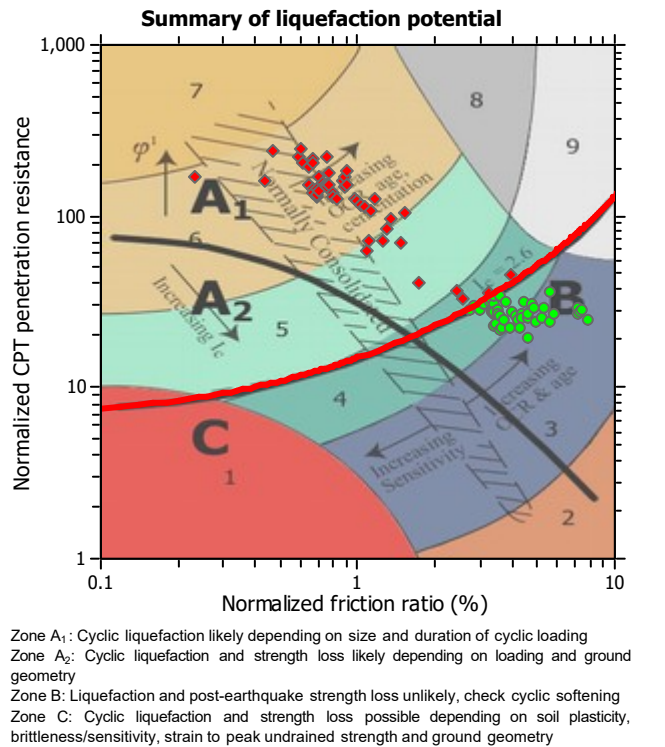 Summary of liquefaction potential
1,000
7
8
9
φ'
Increasing
OCR, age,
cementation
Normally Consolidated
A1
100
6
Ic = 2.6
A2
B
Increasing Ic
5
10
4
Increasing
OCR & age
C
3
Increasing
Sensitivity
1
2
1
0.1
1
10
Normalized CPT penetration resistance
Normalized friction ratio (%)
Zone A1: Cyclic liquefaction likely depending on size and duration of cyclic loading
Zone A2: Cyclic liquefaction and strength loss likely depending on loading and ground
geometry
Zone B: Liquefaction and post-earthquake strength loss unlikely, check cyclic softening
Zone C: Cyclic liquefaction and strength loss possible depending on soil plasticity,
brittleness/sensitivity, strain to peak undrained strength and ground geometry